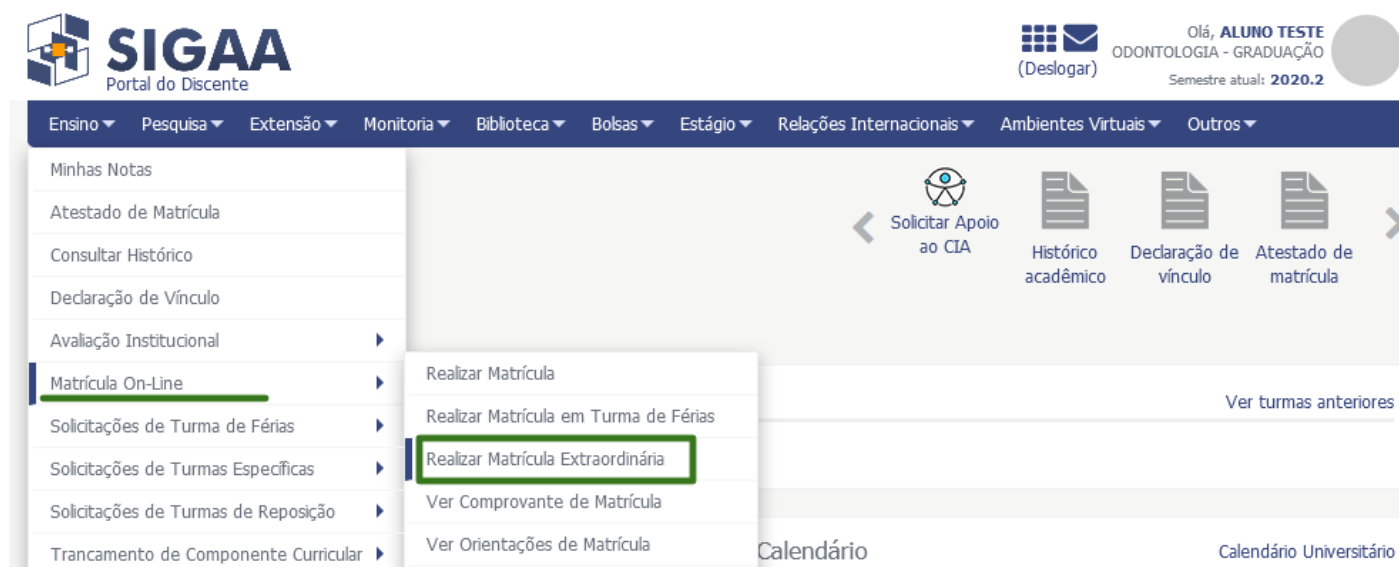 SIGAA
Portal do Discente
(Deslogar)
Olá, ALUNO TESTE
ODONTOLOGIA - GRADUAÇÃO
Semestre atual: 2020.2
Ensino Pesquisa Extensão Monitoria Biblioteca Bolsas Estágio Relações Internacionais Ambientes Virtuais Outros
Minhas Notas
Atestado de Matrícula
Consultar Histórico
Declaração de Vínculo
Avaliação Institucional
Matrícula On-Line
Solicitações de Turma de Férias
Solicitações de Turmas Específicas
Solicitações de Turmas de Reposição
Trancamento de Componente Curricular
Realizar Matrícula
Realizar Matrícula em Turma de Férias
Realizar Matrícula Extraordinária
Ver Comprovante de Matrícula
Ver Orientações de Matrícula
Solicitar Apoio
ao CIA
Histórico
acadêmico
Declaração de
vínculo
Atestado de
matrícula
Ver turmas anteriores
Calendário
Calendário Universitário